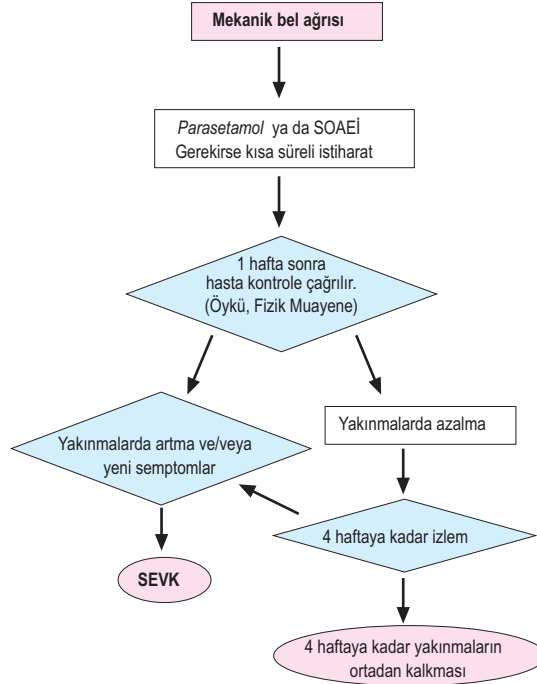 Mekanik bel ağrısı
Parasetamol ya da SOAEİ
Gerekirse kısa süreli istiharat
1 hafta sonra
hasta kontrole çağrılır.
(Öykü, Fizik Muayene)
Yakınmalarda artma ve/veya
yeni semptomlar
Yakınmalarda azalma
4 haftaya kadar izlem
SEVK
4 haftaya kadar yakınmaların
ortadan kalkması